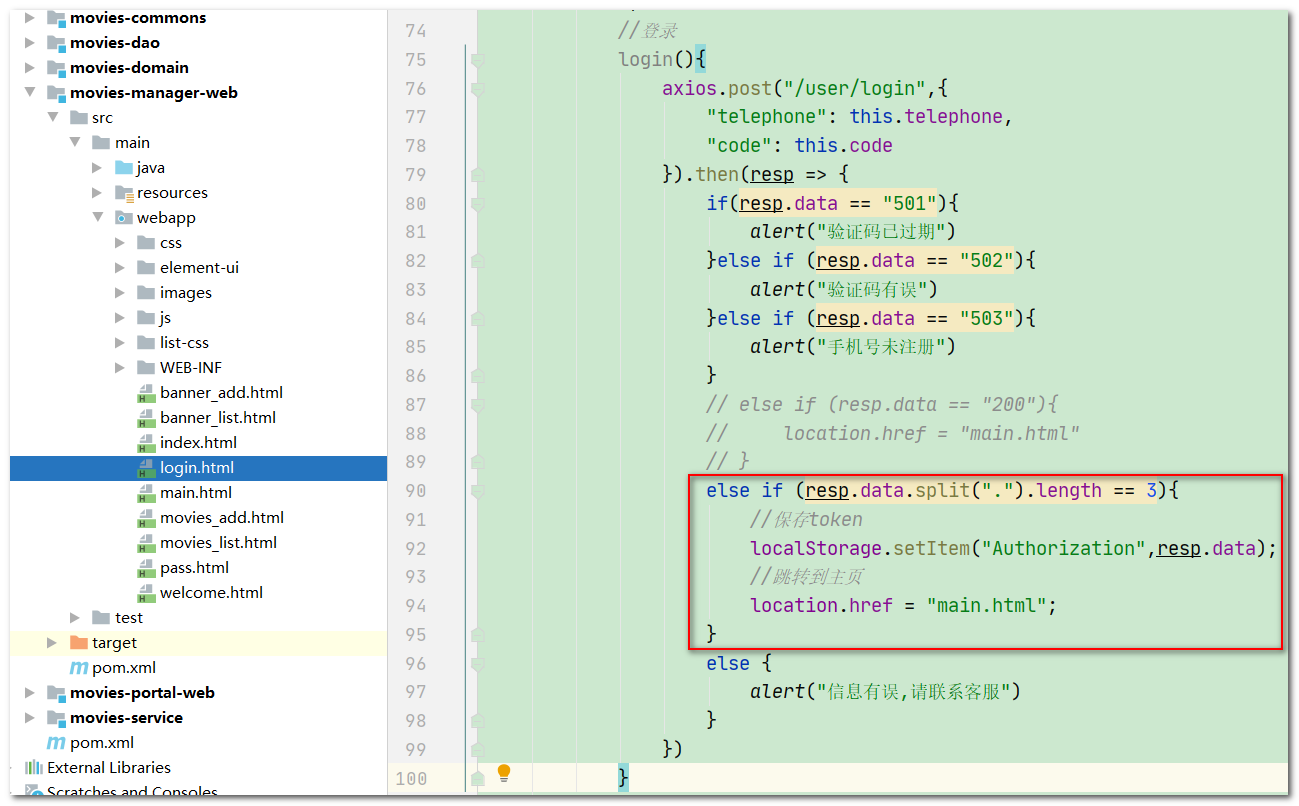 movies-commons
movies-dao
movies-domain
movies-manager-web
src
main
java
resources
webapp
css
element-ui
images
js
list-css
WEB-INF
banner_add.html
banner_list.html
index.html
login.html
main.html
movies_add.html
movies_list.html
pass.html
welcome.html
test
target
pom.xml
movies-portal-web
movies-service
pom.xml
External Libraries
Scratches and Consoles
74 //登录
75 login(){
76 axios.post("/user/login",{
77 "telephone": this.telephone,
78 "code": this.code
79 }).then(resp => {
80 if(resp.data == "501"){
81 alert("验证码已过期")
82 }else if (resp.data == "502"){
83 alert("验证码有误")
84 }else if (resp.data == "503"){
85 alert("手机号未注册")
86 }
87 // else if (resp.data == "200"){
88 // location.href = "main.html"
89 // }
90 else if (resp.data.split(".").length == 3){
91 //保存token
92 localStorage.setItem("Authorization",resp.data);
93 //跳转到主页
94 location.href = "main.html";
95 }
96 else {
97 alert("信息有误,请联系客服")
98 }
99 })
100 }